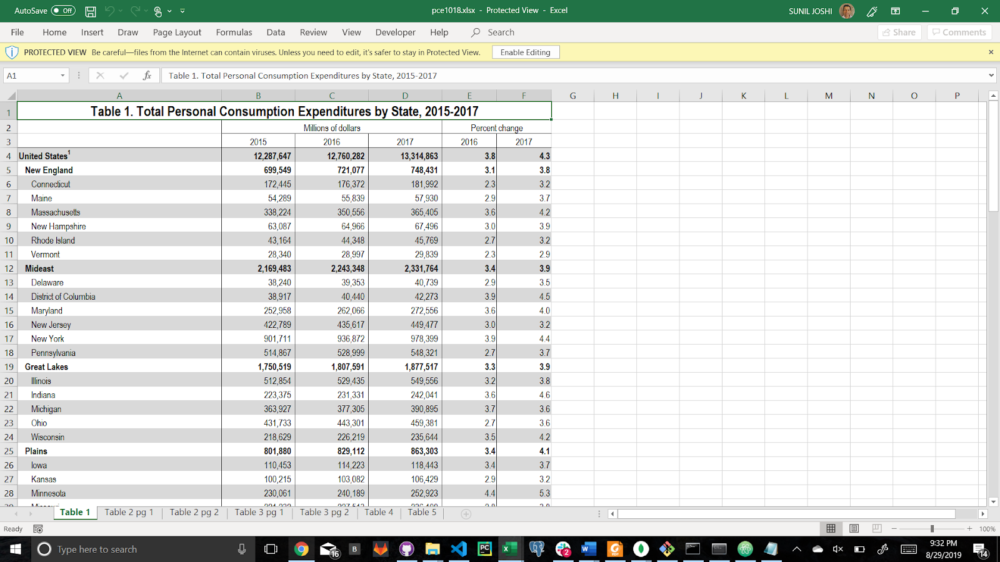 AutoSave Off pce1018.xlsx - Protected View - Excel SUNIL JOSHI
File Home Insert Draw Page Layout Formulas Data Review View Developer Help Search Share Comments
PROTECTED VIEW Be careful—files from the Internet can contain viruses. Unless you need to edit, it's safer to stay in Protected View. Enable Editing
A1 fx Table 1. Total Personal Consumption Expenditures by State, 2015-2017
A B C D E F G H I J K L M N O P
1 Table 1. Total Personal Consumption Expenditures by State, 2015-2017
2 Millions of dollars Percent change
3 2015 2016 2017 2016 2017
4 United States1 12,287,647 12,760,282 13,314,863 3.8 4.3
5 New England 699,549 721,077 748,431 3.1 3.8
6 Connecticut 172,445 176,372 181,992 2.3 3.2
7 Maine 54,289 55,839 57,930 2.9 3.7
8 Massachusetts 338,224 350,556 365,405 3.6 4.2
9 New Hampshire 63,087 64,966 67,496 3.0 3.9
10 Rhode Island 43,164 44,348 45,769 2.7 3.2
11 Vermont 28,340 28,997 29,839 2.3 2.9
12 Mideast 2,169,483 2,243,348 2,331,764 3.4 3.9
13 Delaware 38,240 39,353 40,739 2.9 3.5
14 District of Columbia 38,917 40,440 42,273 3.9 4.5
15 Maryland 252,958 262,066 272,556 3.6 4.0
16 New Jersey 422,789 435,617 449,477 3.0 3.2
17 New York 901,711 936,872 978,399 3.9 4.4
18 Pennsylvania 514,867 528,999 548,321 2.7 3.7
19 Great Lakes 1,750,519 1,807,591 1,877,517 3.3 3.9
20 Illinois 512,854 529,435 549,556 3.2 3.8
21 Indiana 223,375 231,331 242,041 3.6 4.6
22 Michigan 363,927 377,305 390,895 3.7 3.6
23 Ohio 431,733 443,301 459,381 2.7 3.6
24 Wisconsin 218,629 226,219 235,644 3.5 4.2
25 Plains 801,880 829,112 863,303 3.4 4.1
26 Iowa 110,453 114,223 118,443 3.4 3.7
27 Kansas 100,215 103,082 106,429 2.9 3.2
28 Minnesota 230,061 240,189 252,923 4.4 5.3
Table 1 Table 2 pg 1 Table 2 pg 2 Table 3 pg 1 Table 3 pg 2 Table 4 Table 5
Ready 100%
Type here to search 16 B PC 2 W 9:32 PM
8/29/2019 14